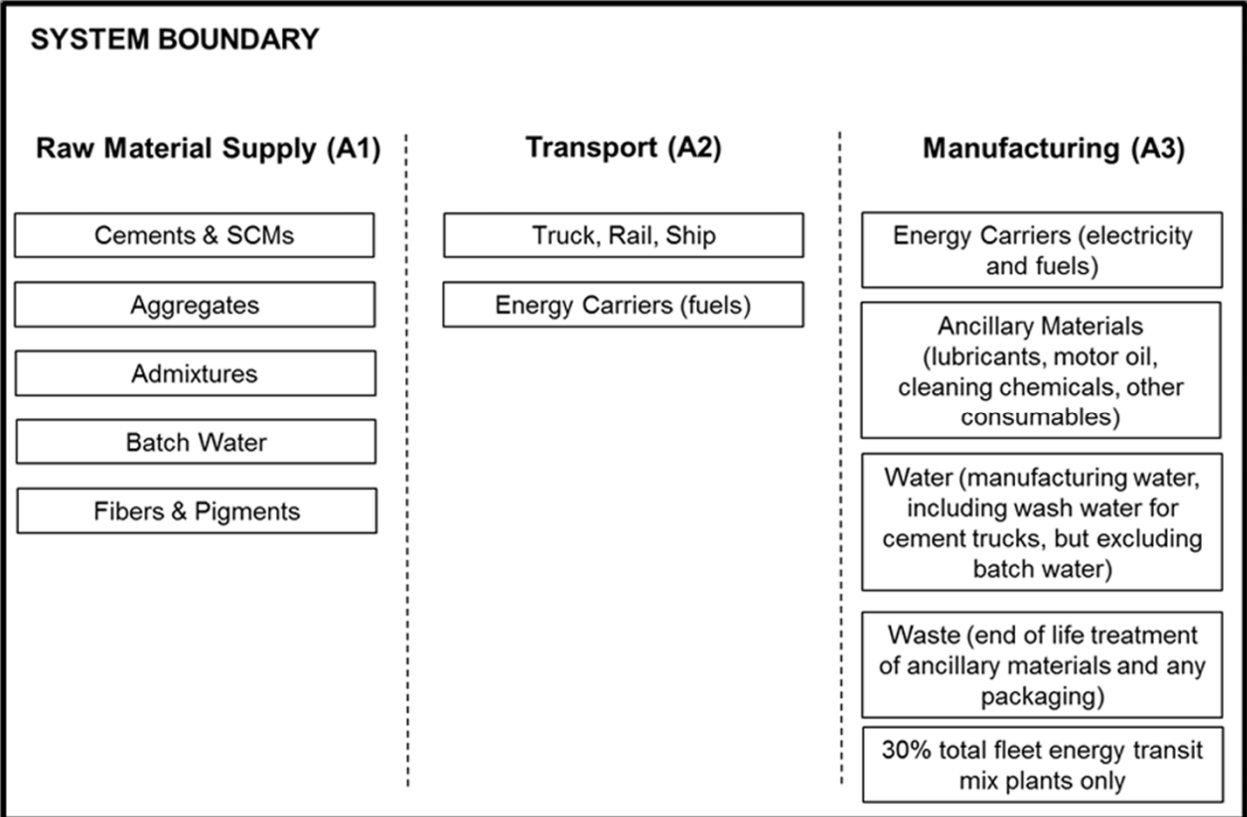 SYSTEM BOUNDARY
Raw Material Supply (A1)
Cements & SCMs
Aggregates
Admixtures
Batch Water
Fibers & Pigments
Transport (A2)
Truck, Rail, Ship
Energy Carriers (fuels)
Manufacturing (A3)
Energy Carriers (electricity
and fuels)
Ancillary Materials
(lubricants, motor oil,
cleaning chemicals, other
consumables)
Water (manufacturing water,
including wash water for
cement trucks, but excluding
batch water)
Waste (end of life treatment
of ancillary materials and any
packaging)
30% total fleet energy transit
mix plants only